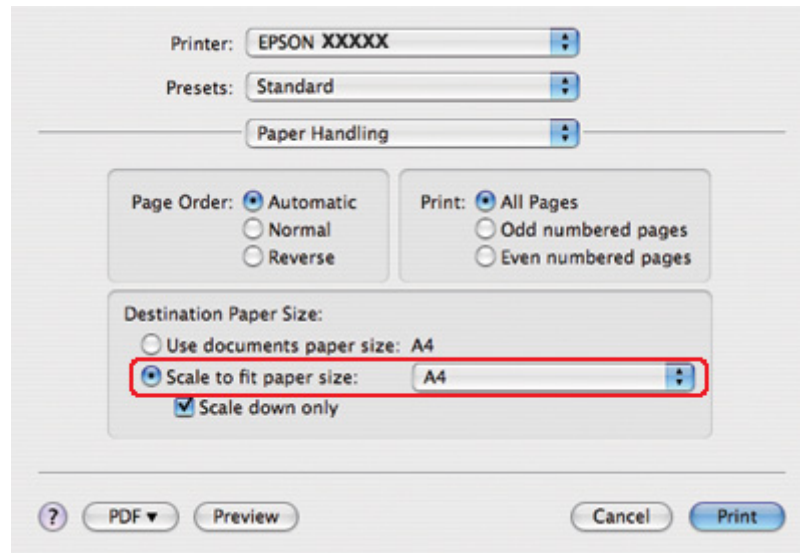 Printer: EPSON XXXXX
Presets: Standard
Paper Handling
Page Order: Automatic
Normal
Reverse
Print: All Pages
Odd numbered pages
Even numbered pages
Destination Paper Size:
Use documents paper size: A4
Scale to fit paper size: A4
Scale down only
? PDF Preview Cancel Print